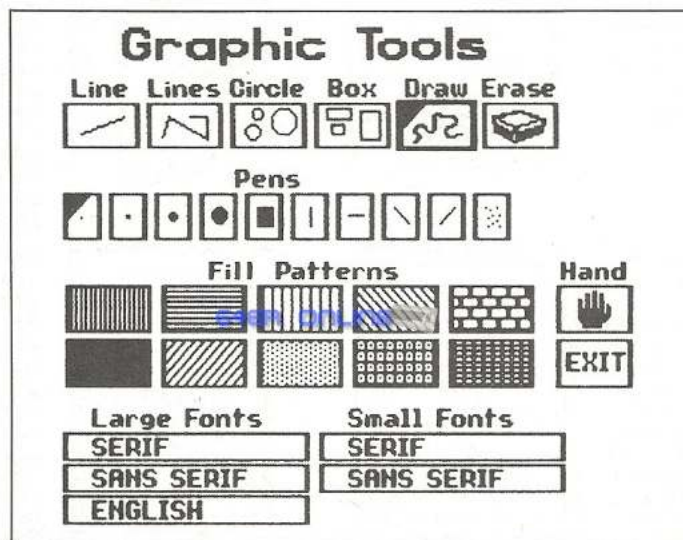 Graphic Tools
Line Lines Circle Box Draw Erase
Pens
Fill Patterns Hand
EXIT
Large Fonts Small Fonts
SERIF SERIF
SANS SERIF SANS SERIF
ENGLISH